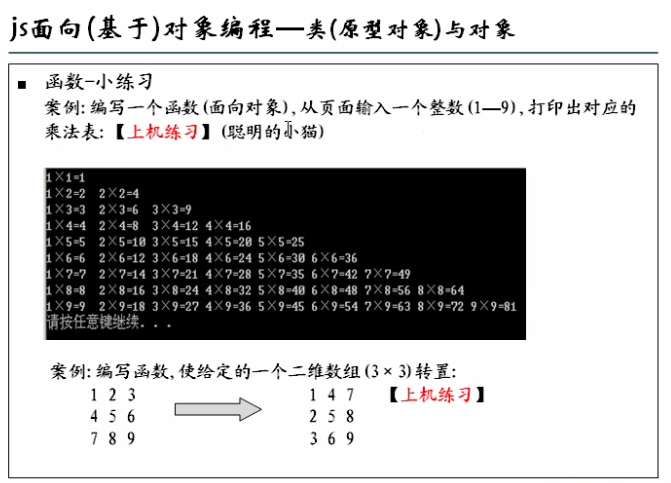 js面向(基于)对象编程—类(原型对象)与对象
■ 函数-小练习
案例:编写一个函数(面向对象),从页面输入一个整数(1—9),打印出对应的
乘法表:【上机练习】(聪明的小猫)
1×1=1
1×2=2 2×2=4
1×3=3 2×3=6 3×3=9
1×4=4 2×4=8 3×4=12 4×4=16
1×5=5 2×5=10 3×5=15 4×5=20 5×5=25
1×6=6 2×6=12 3×6=18 4×6=24 5×6=30 6×6=36
1×7=7 2×7=14 3×7=21 4×7=28 5×7=35 6×7=42 7×7=49
1×8=8 2×8=16 3×8=24 4×8=32 5×8=40 6×8=48 7×8=56 8×8=64
1×9=9 2×9=18 3×9=27 4×9=36 5×9=45 6×9=54 7×9=63 8×9=72 9×9=81
请按任意键继续. . .
案例:编写函数,使给定的一个二维数组(3×3)转置:
1 2 3 1 4 7 【上机练习】
4 5 6 2 5 8
7 8 9 3 6 9